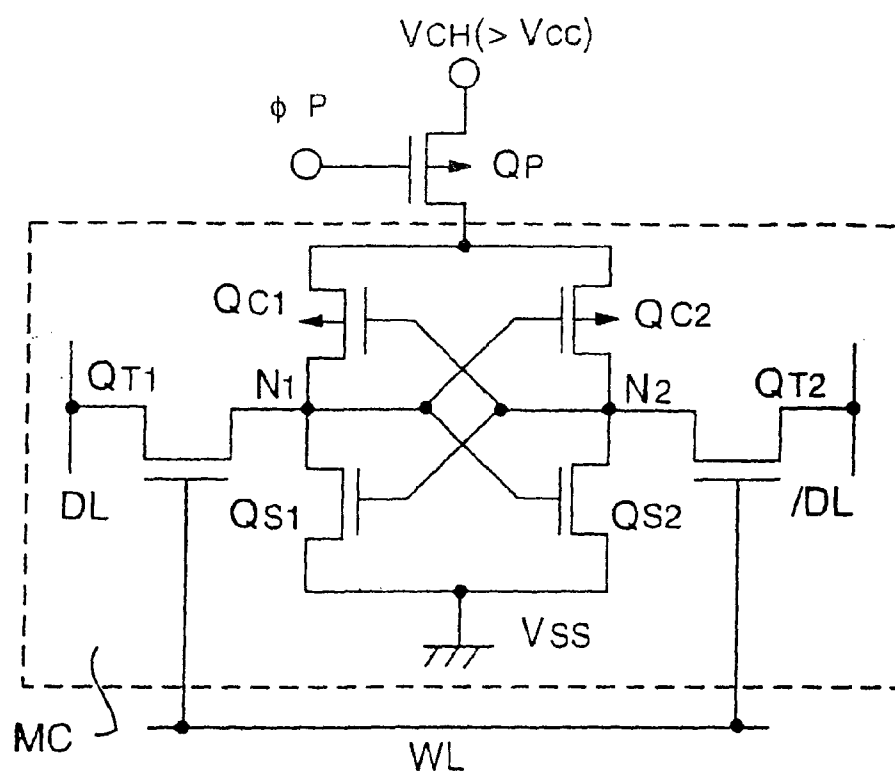 VCH(> VCC)
φ P
QP
QC1
QC2
QT1
N1
N2
QT2
DL
QS1
QS2
/DL
VSS
MC
WL